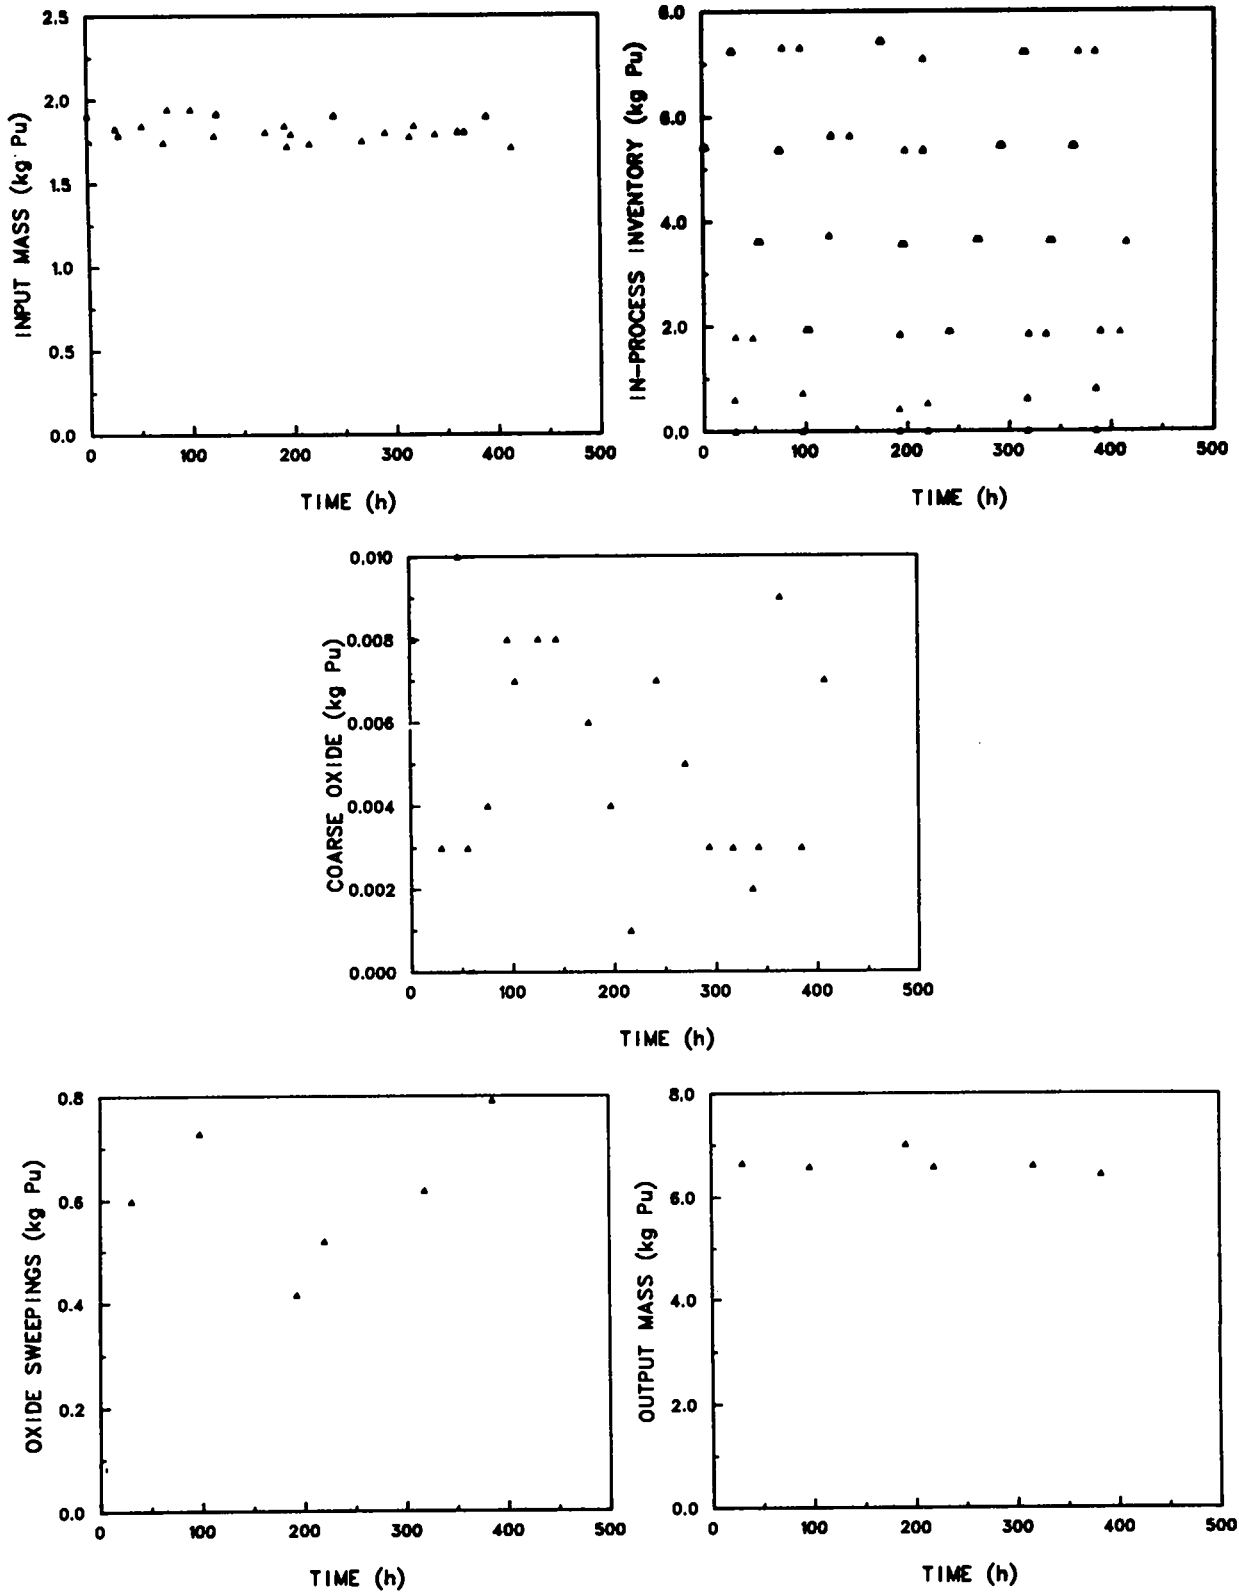 2.5
2.0
1.5
1.0
0.5
0.0
INPUT MASS (kg Pu)
0 100 200 300 400 500
TIME (h)
8.0
6.0
4.0
2.0
0.0
IN-PROCESS INVENTORY (kg Pu)
0 100 200 300 400 500
TIME (h)
0.010
0.008
0.006
0.004
0.002
0.000
COARSE OXIDE (kg Pu)
0 100 200 300 400 500
TIME (h)
0.8
0.6
0.4
0.2
0.0
OXIDE SWEEPINGS (kg Pu)
0 100 200 300 400 500
TIME (h)
8.0
6.0
4.0
2.0
0.0
OUTPUT MASS (kg Pu)
0 100 200 300 400 500
TIME (h)